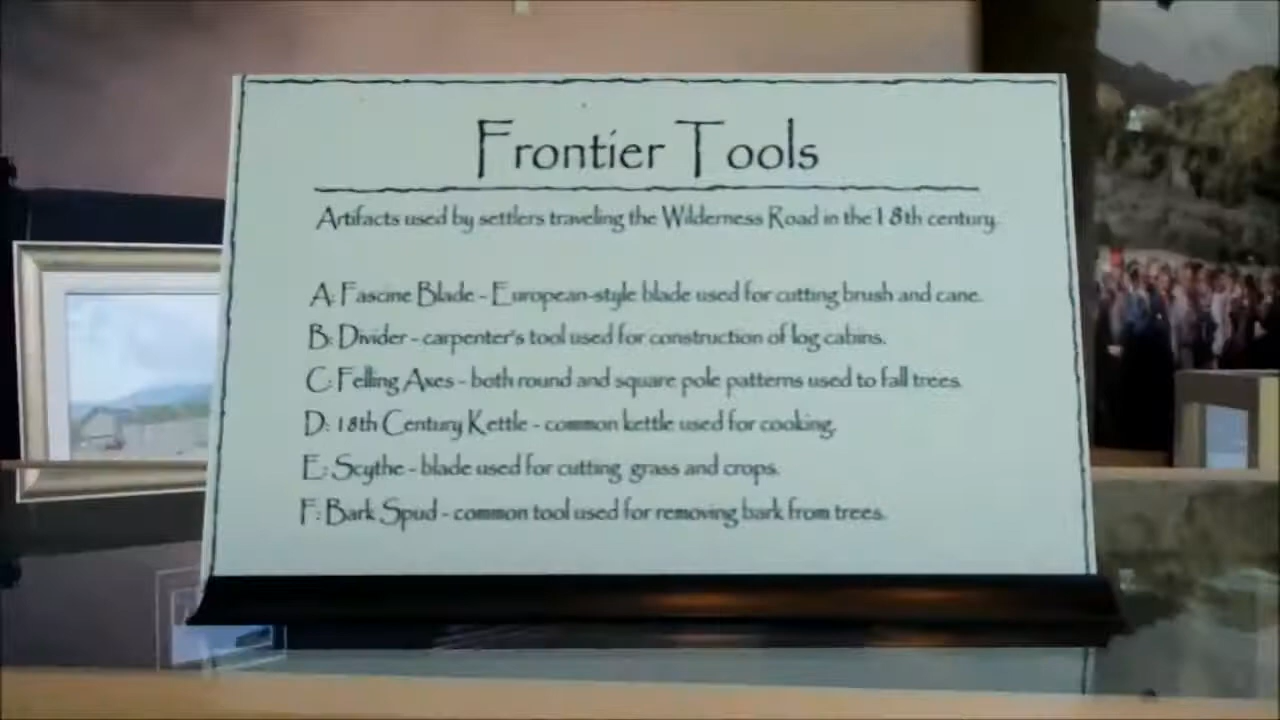 Frontier Tools
Artifacts used by settlers traveling the Wilderness Road in the 18th century.
A: Fascine Blade - European-style blade used for cutting brush and cane.
B: Divider - carpenter's tool used for construction of log cabins.
C: Felling Axes - both round and square pole patterns used to fall trees.
D: 18th Century Kettle - common kettle used for cooking.
E: Scythe - blade used for cutting grass and crops.
F: Bark Spud - common tool used for removing bark from trees.